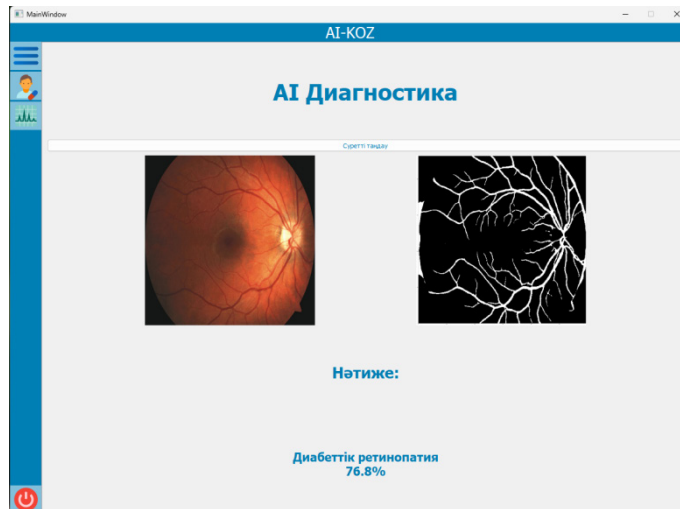 MainWindow
AI-KOZ
AI Диагностика
Суретті таңдау
Нәтиже:
Диабеттік ретинопатия
76.8%